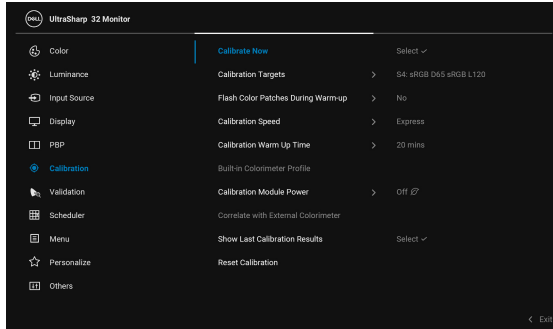 DELL UltraSharp 32 Monitor
Color Calibrate Now Select
Luminance Calibration Targets S4: sRGB D65 sRGB L120
Input Source Flash Color Patches During Warm-up No
Display Calibration Speed Express
PBP Calibration Warm Up Time 20 mins
Calibration Built-in Colorimeter Profile
Validation Calibration Module Power Off
Scheduler Correlate with External Colorimeter
Menu Show Last Calibration Results Select
Personalize Reset Calibration
Others
Exit